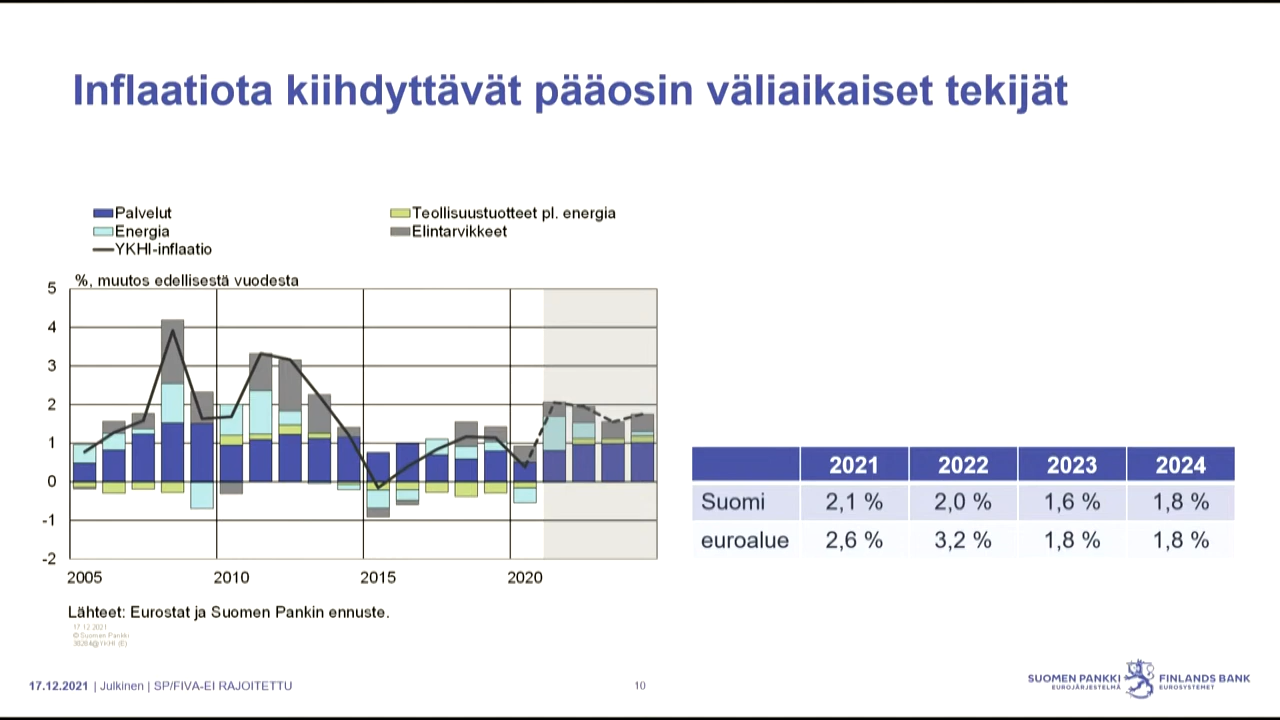 Inflaatiota kiihdyttävät pääosin väliaikaiset tekijät
Palvelut
Teollisuustuotteet pl. energia
Energia
Elintarvikkeet
YKHI-inflaatio
%, muutos edellisestä vuodesta
5
4
3
2
1
0
-1
-2
2005 2010 2015 2020
2021 2022 2023 2024
Suomi 2,1 % 2,0 % 1,6 % 1,8 %
euroalue 2,6 % 3,2 % 1,8 % 1,8 %
Lähteet: Eurostat ja Suomen Pankin ennuste.
17.12.2021
© Suomen Pankki
17.12.2021 | Julkinen | SP/FIVA-EI RAJOITETTU
10
SUOMEN PANKKI
EUROJÄRJESTELMÄ
FINLANDS BANK
EUROSYSTEMET